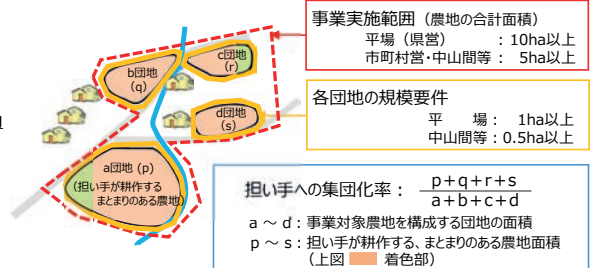 事業実施範囲（農地の合計面積）
平場（県営）　：10ha以上
市町村営・中山間等：5ha以上
各団地の規模要件
平　　場：　1ha以上
中山間等：0.5ha以上
b団地
(q)
c団地
(r)
d団地
(s)
a団地 (p)
(担い手が耕作する
まとまりのある農地)
担い手への集団化率： p+q+r+s
a+b+c+d
a ～ d：事業対象農地を構成する団地の面積
p ～ s：担い手が耕作する、まとまりのある農地面積
（上図　　着色部）